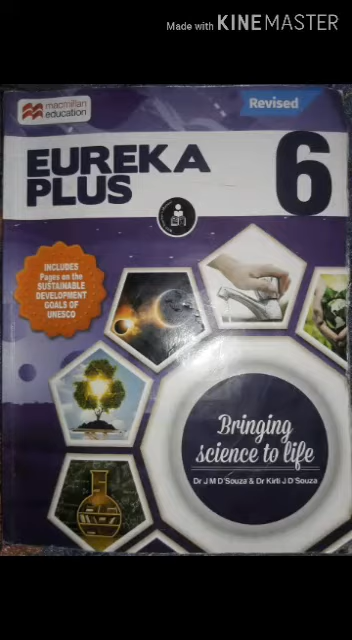 Made with KINEMASTER
macmillan
education
Revised
EUREKA
PLUS
6
INCLUDES
Pages on the
SUSTAINABLE
DEVELOPMENT
GOALS OF
UNESCO
Bringing
science to life
Dr J M D'Souza & Dr Kirti J D'Souza